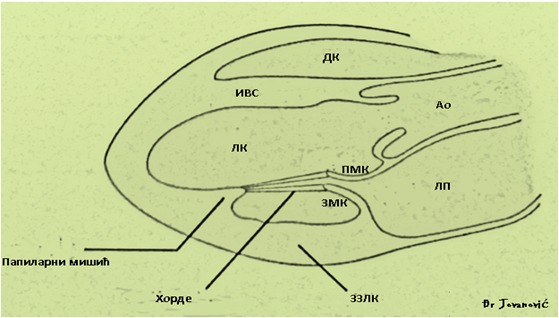 ДК
ИВС
Ао
ЛК
ПМК
ЛП
ЗМК
Папиларни мишић
Хорде
ЗЗЛК
Dr Jovanović